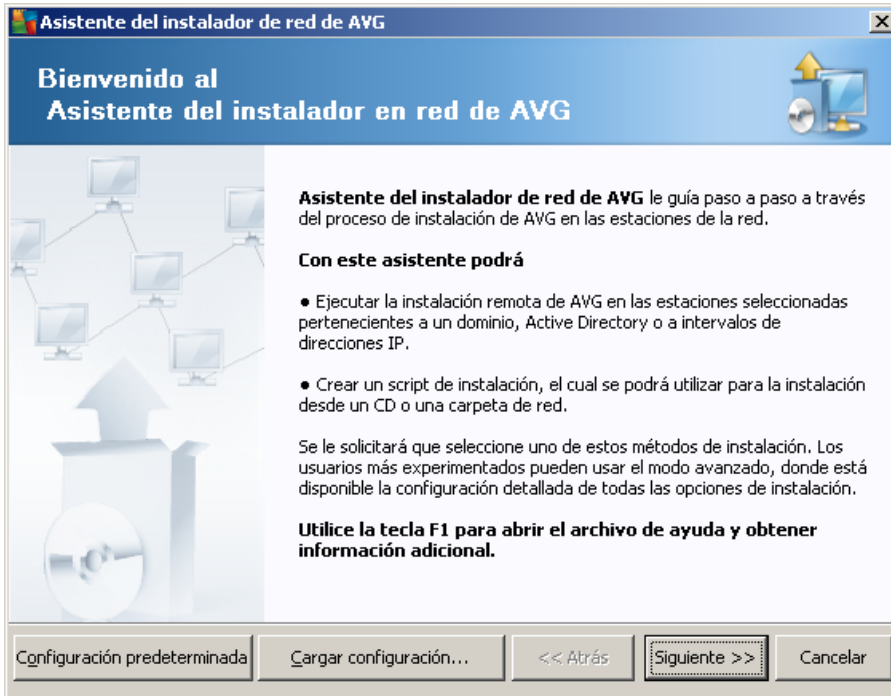 Asistente del instalador de red de AVG
Bienvenido al
Asistente del instalador en red de AVG
Asistente del instalador de red de AVG le guía paso a paso a través
del proceso de instalación de AVG en las estaciones de la red.
Con este asistente podrá
● Ejecutar la instalación remota de AVG en las estaciones seleccionadas
pertenecientes a un dominio, Active Directory o a intervalos de
direcciones IP.
● Crear un script de instalación, el cual se podrá utilizar para la instalación
desde un CD o una carpeta de red.
Se le solicitará que seleccione uno de estos métodos de instalación. Los
usuarios más experimentados pueden usar el modo avanzado, donde está
disponible la configuración detallada de todas las opciones de instalación.
Utilice la tecla F1 para abrir el archivo de ayuda y obtener
información adicional.
Configuración predeterminada
Cargar configuración...
<< Atrás
Siguiente >>
Cancelar